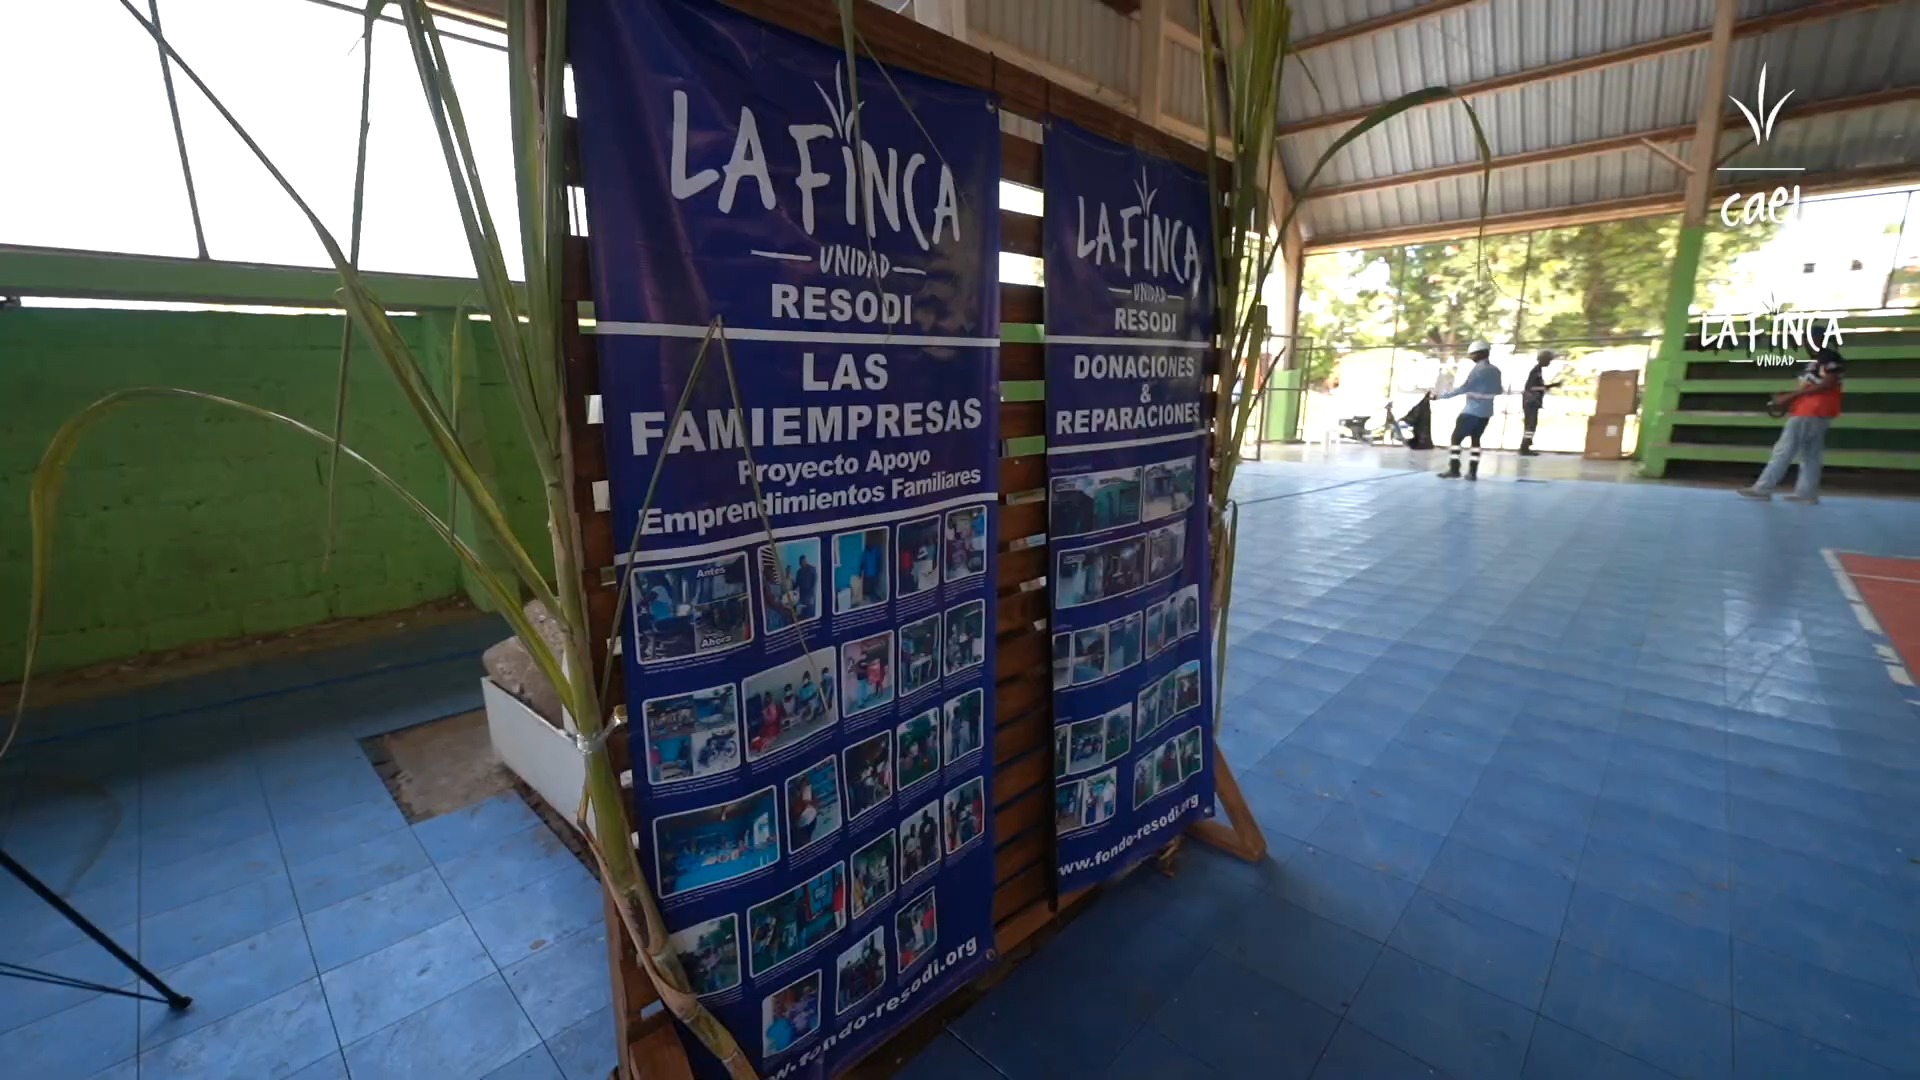 LA FINCA
UNIDAD
RESODI
LAS
FAMIEMPRESAS
Proyecto Apoyo
Emprendimientos Familiares
Antes
Ahora
w.fondo-resodi.org
LA FINCA
UNIDAD
RESODI
DONACIONES
&
REPARACIONES
www.fondo-resodi.org
caei
LA FINCA
UNIDAD